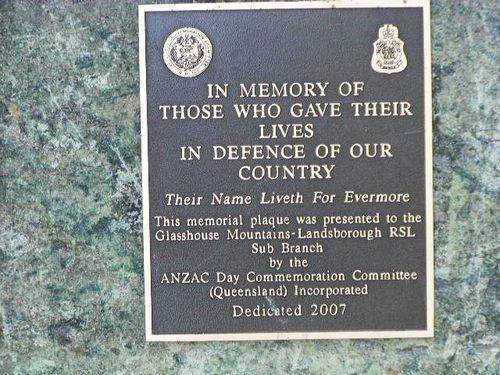 IN MEMORY OF
THOSE WHO GAVE THEIR
LIVES
IN DEFENCE OF OUR
COUNTRY
Their Name Liveth For Evermore
This memorial plaque was presented to the
Glasshouse Mountains-Landsborough RSL
Sub Branch
by the
ANZAC Day Commemoration Committee
(Queensland) Incorporated
Dedicated 2007